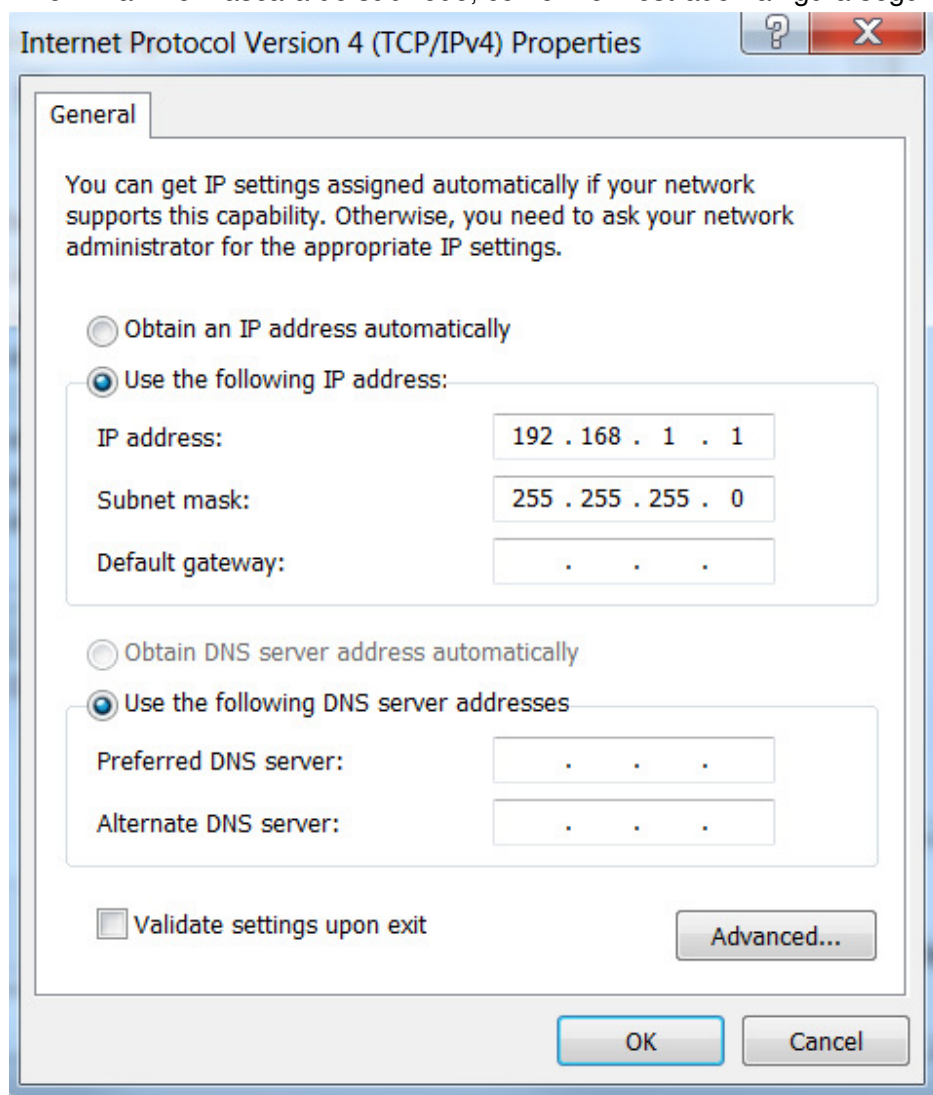 Internet Protocol Version 4 (TCP/IPv4) Properties
General
You can get IP settings assigned automatically if your network
supports this capability. Otherwise, you need to ask your network
administrator for the appropriate IP settings.
Obtain an IP address automatically
Use the following IP address:
IP address: 192 . 168 . 1 . 1
Subnet mask: 255 . 255 . 255 . 0
Default gateway: . . .
Obtain DNS server address automatically
Use the following DNS server addresses
Preferred DNS server: . . .
Alternate DNS server: . . .
Validate settings upon exit
Advanced...
OK Cancel